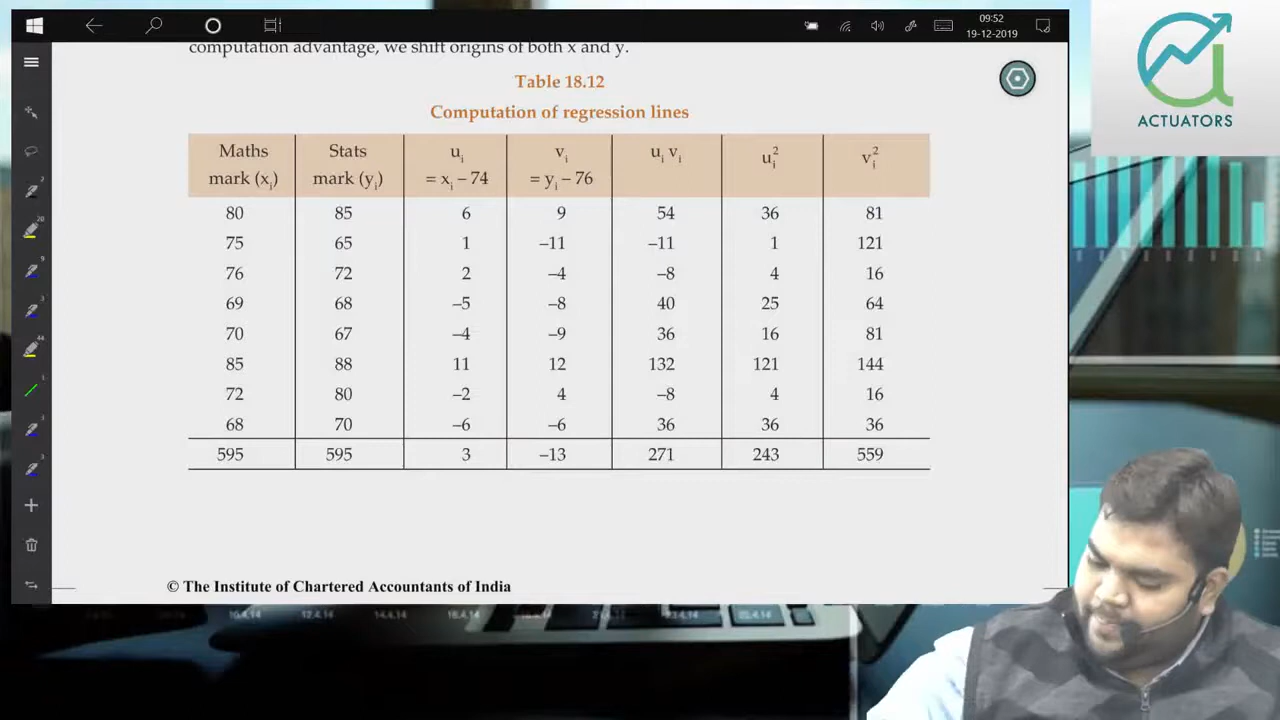 09:52
19-12-2019
ACTUATORS
computation advantage, we shift origins of both x and y.
Table 18.12
Computation of regression lines
Maths mark (xi) Stats mark (yi) ui = xi – 74 vi = yi – 76 ui vi ui² vi²
80 85 6 9 54 36 81
75 65 1 –11 –11 1 121
76 72 2 –4 –8 4 16
69 68 –5 –8 40 25 64
70 67 –4 –9 36 16 81
85 88 11 12 132 121 144
72 80 –2 4 –8 4 16
68 70 –6 –6 36 36 36
595 595 3 –13 271 243 559
© The Institute of Chartered Accountants of India